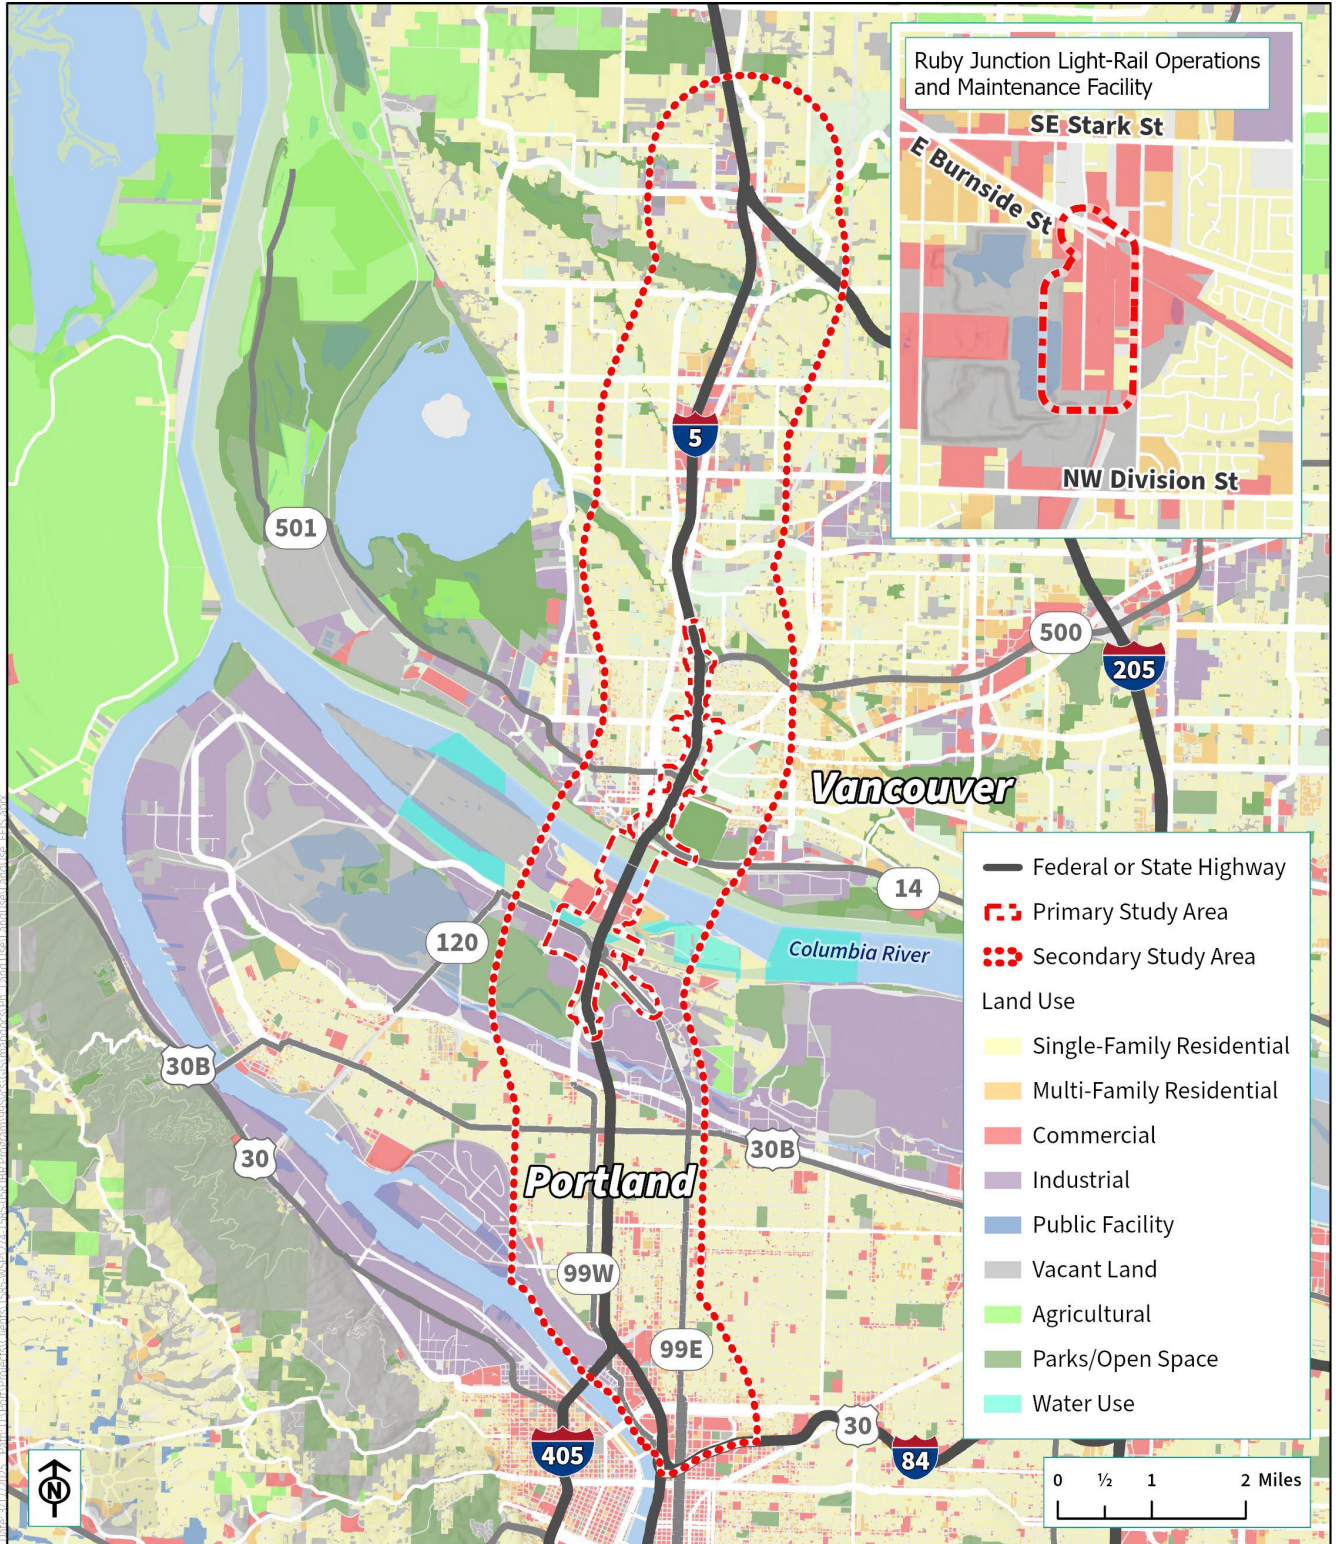 Ruby Junction Light-Rail Operations
and Maintenance Facility
SE Stark St
E Burnside St
NW Division St
5
501
500
205
Vancouver
14
120
Columbia River
30B
30
30B
Portland
99W
99E
30
405
84
Federal or State Highway
Primary Study Area
Secondary Study Area
Land Use
Single-Family Residential
Multi-Family Residential
Commercial
Industrial
Public Facility
Vacant Land
Agricultural
Parks/Open Space
Water Use
N
0 ½ 1 2 Miles